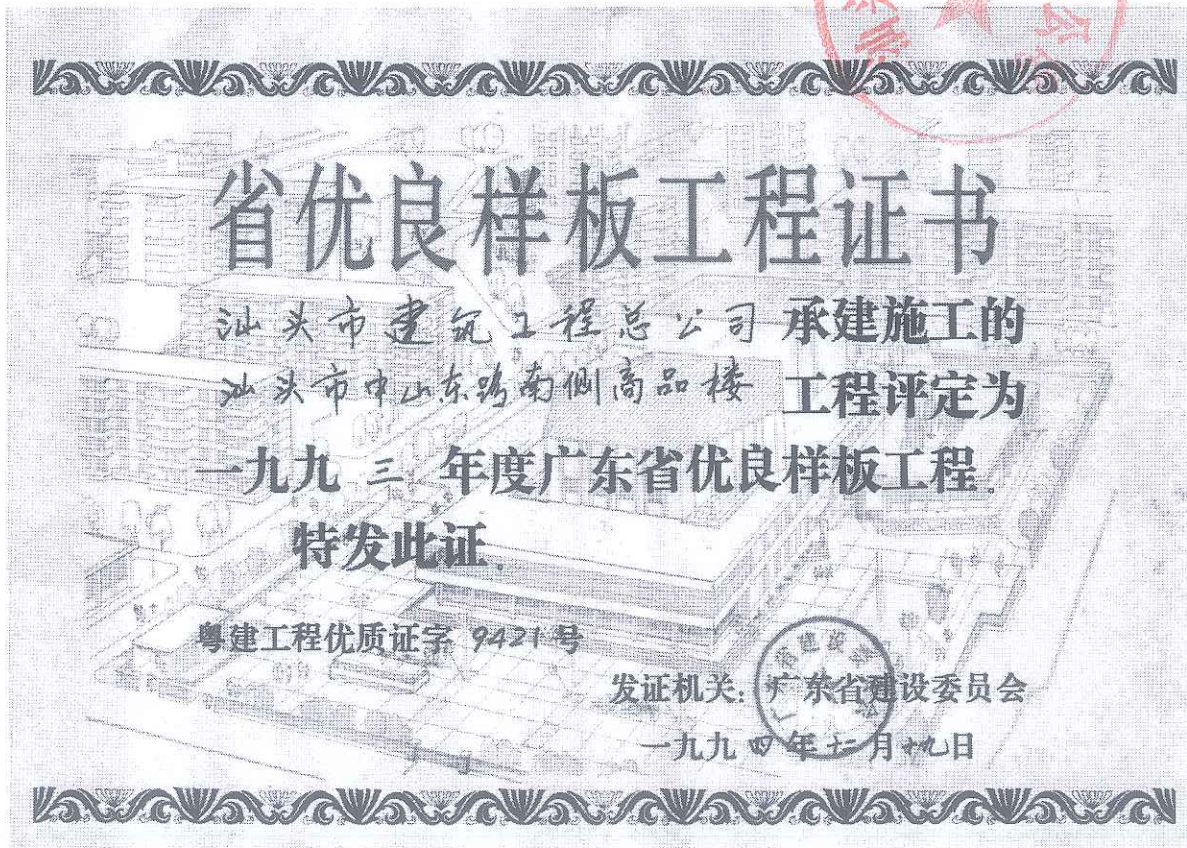 省优良样板工程证书
汕头市建筑工程总公司 承建施工的
汕头市中山东路南侧商品楼 工程评定为
一九九三年度广东省优良样板工程.
特发此证.
粤建工程优质证字 9421号
发证机关: 广东省建设委员会
一九九四年十二月十九日